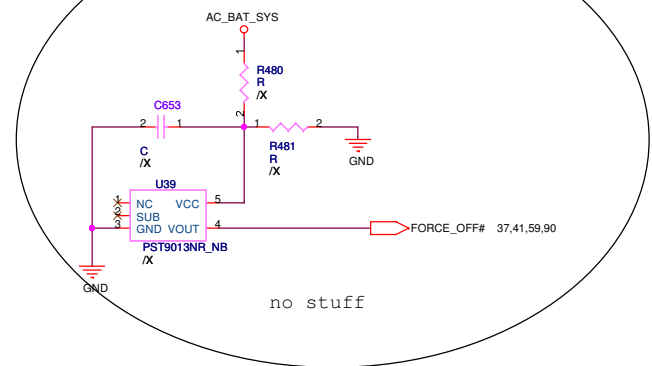 AC_BAT_SYS
1
R480
R
/X
2
C653
2 1
1 2
C
/X
R481
R
/X
GND
U39
1 NC VCC 5
2 SUB
3 GND VOUT 4
FORCE_OFF# 37,41,59,90
PST9013NR_NB
/X
GND
no stuff